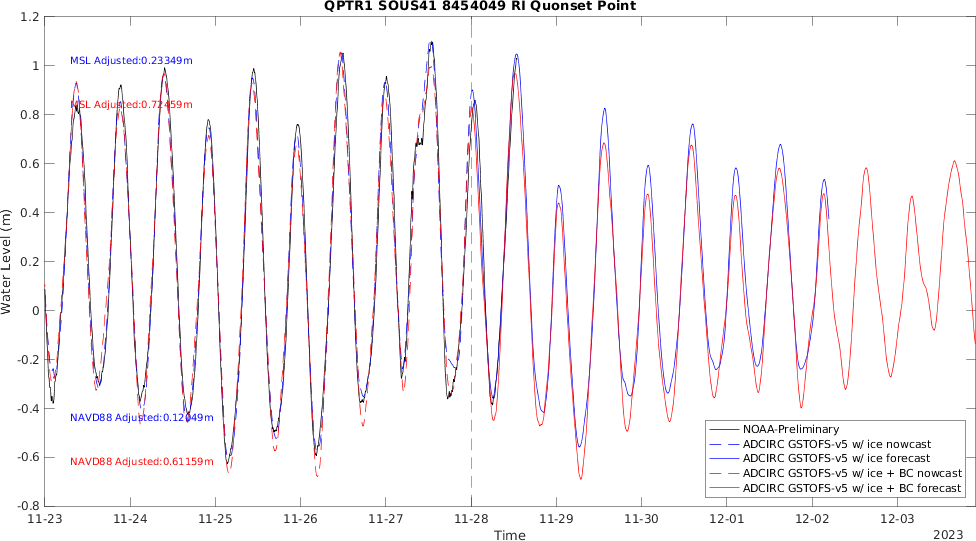 QPTR1 SOUS41 8454049 RI Quonset Point
1.2
1
0.8
0.6
0.4
0.2
0
-0.2
-0.4
-0.6
-0.8
Water Level (m)
MSL Adjusted:0.23349m
MSL Adjusted:0.72459m
NAVD88 Adjusted:0.12049m
NAVD88 Adjusted:0.61159m
NOAA-Preliminary
ADCIRC GSTOFS-v5 w/ ice nowcast
ADCIRC GSTOFS-v5 w/ ice forecast
ADCIRC GSTOFS-v5 w/ ice + BC nowcast
ADCIRC GSTOFS-v5 w/ ice + BC forecast
11-23 11-24 11-25 11-26 11-27 11-28 11-29 11-30 12-01 12-02 12-03
Time
2023